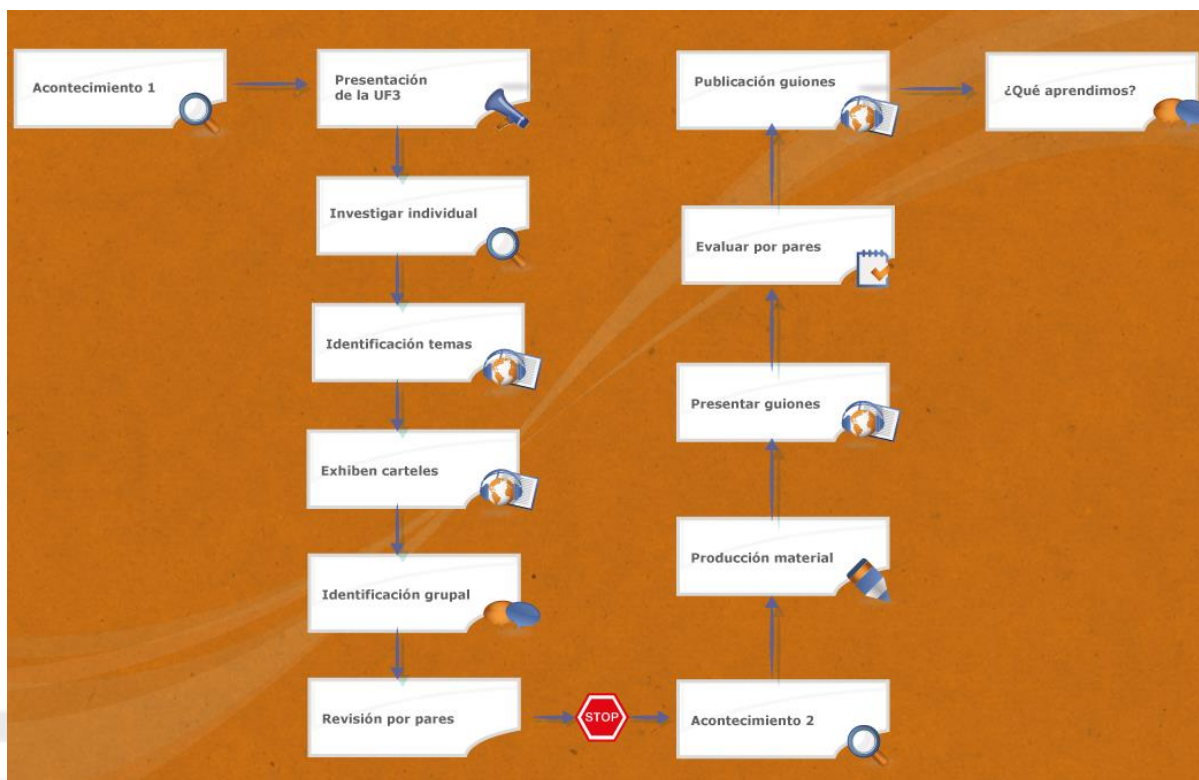 Acontecimiento 1
Presentación
de la UF3
Investigar individual
Identificación temas
Exhiben carteles
Identificación grupal
Revisión por pares
STOP
Acontecimiento 2
Producción material
Presentar guiones
Evaluar por pares
Publicación guiones
¿Qué aprendimos?